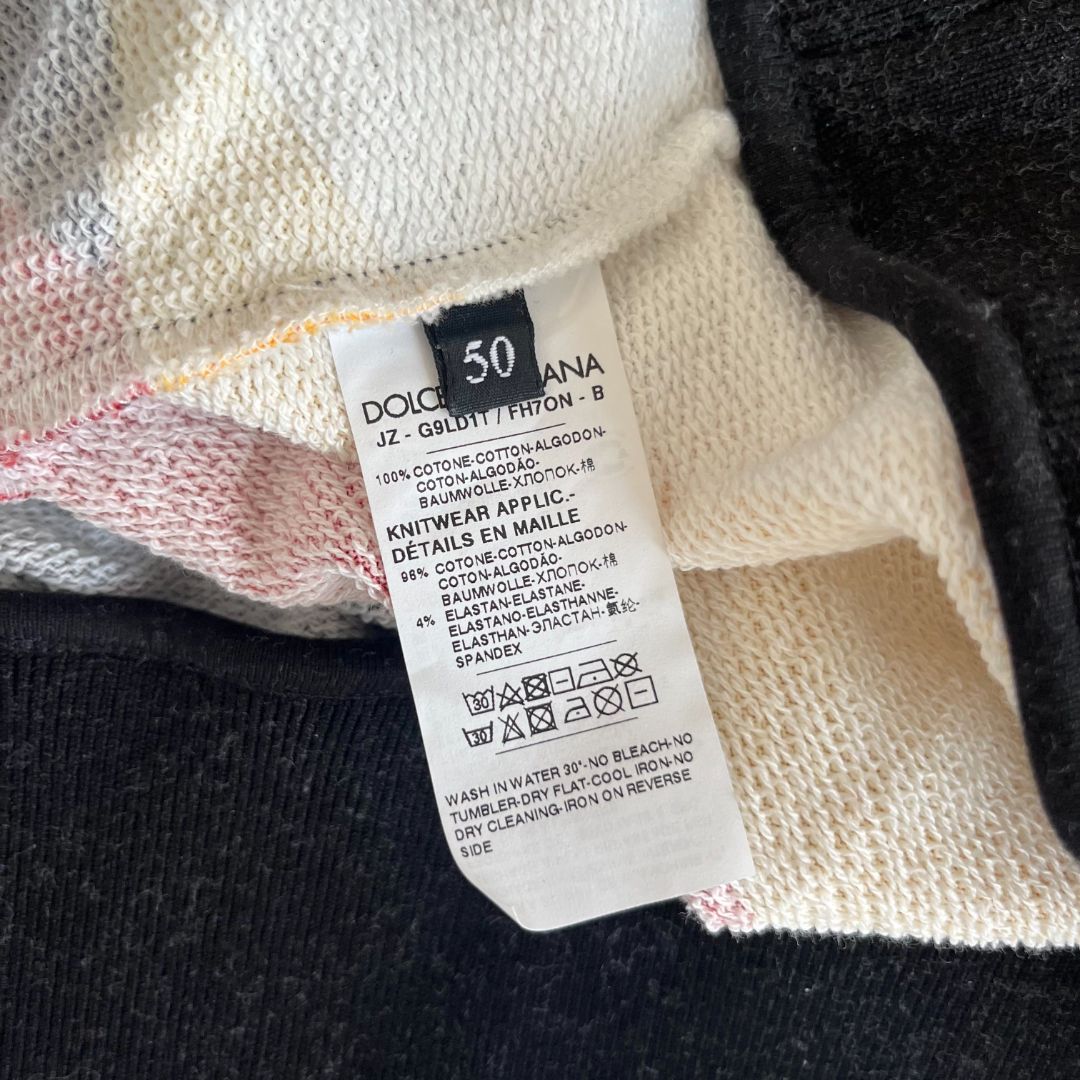 50
DOLCE ANA
JZ - G9LD1T / FH7ON - B
100% COTONE-COTTON-ALGODON-
COTON-ALGODÃO-
BAUMWOLLE-ХЛОПОК-棉
KNITWEAR APPLIC.-
DÉTAILS EN MAILLE
96% COTONE-COTTON-ALGODON-
COTON-ALGODÃO-
BAUMWOLLE-ХЛОПОК-棉
4% ELASTAN-ELASTANE-
ELASTANO-ELASTHANNE-
ELASTHAN-ЭЛАСТАН-氨纶-
SPANDEX
30
30
WASH IN WATER 30°-NO BLEACH-NO
TUMBLER-DRY FLAT-COOL IRON-NO
DRY CLEANING-IRON ON REVERSE
SIDE